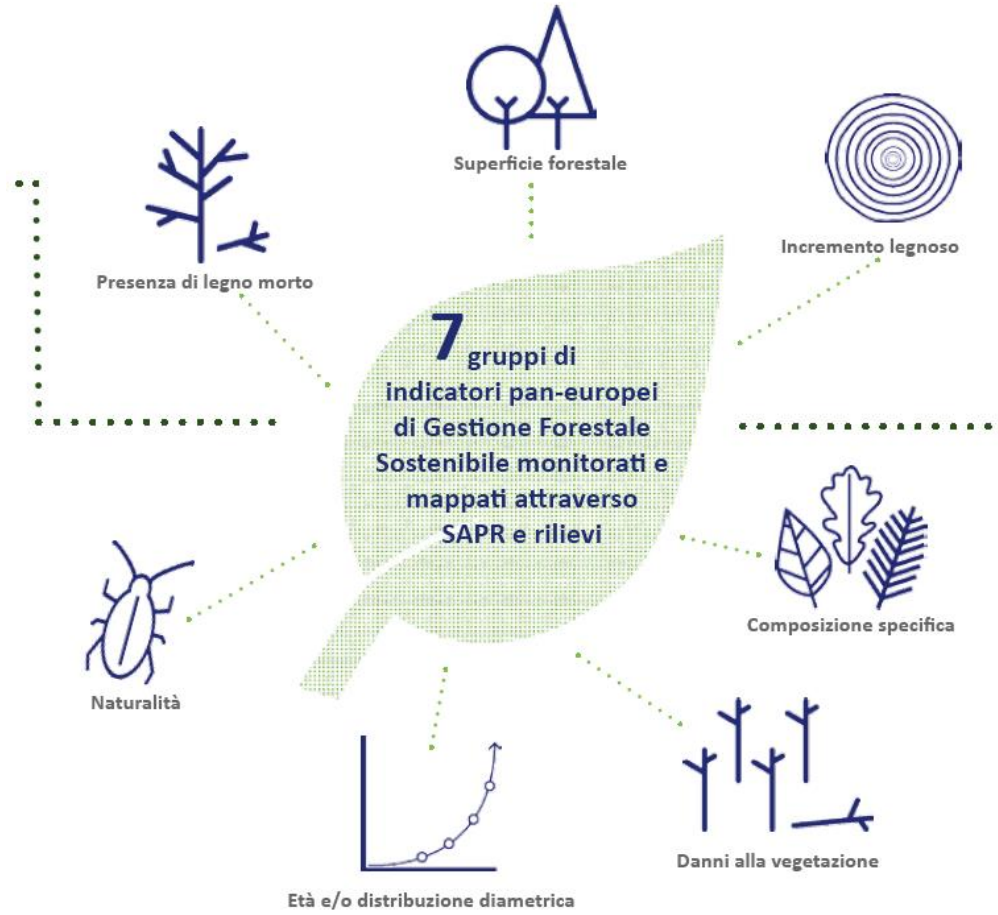 Superficie forestale
Incremento legnoso
Presenza di legno morto
7 gruppi di
indicatori pan-europei
di Gestione Forestale
Sostenibile monitorati e
mappati attraverso
SAPR e rilievi
Composizione specifica
Naturalità
Danni alla vegetazione
Età e/o distribuzione diametrica